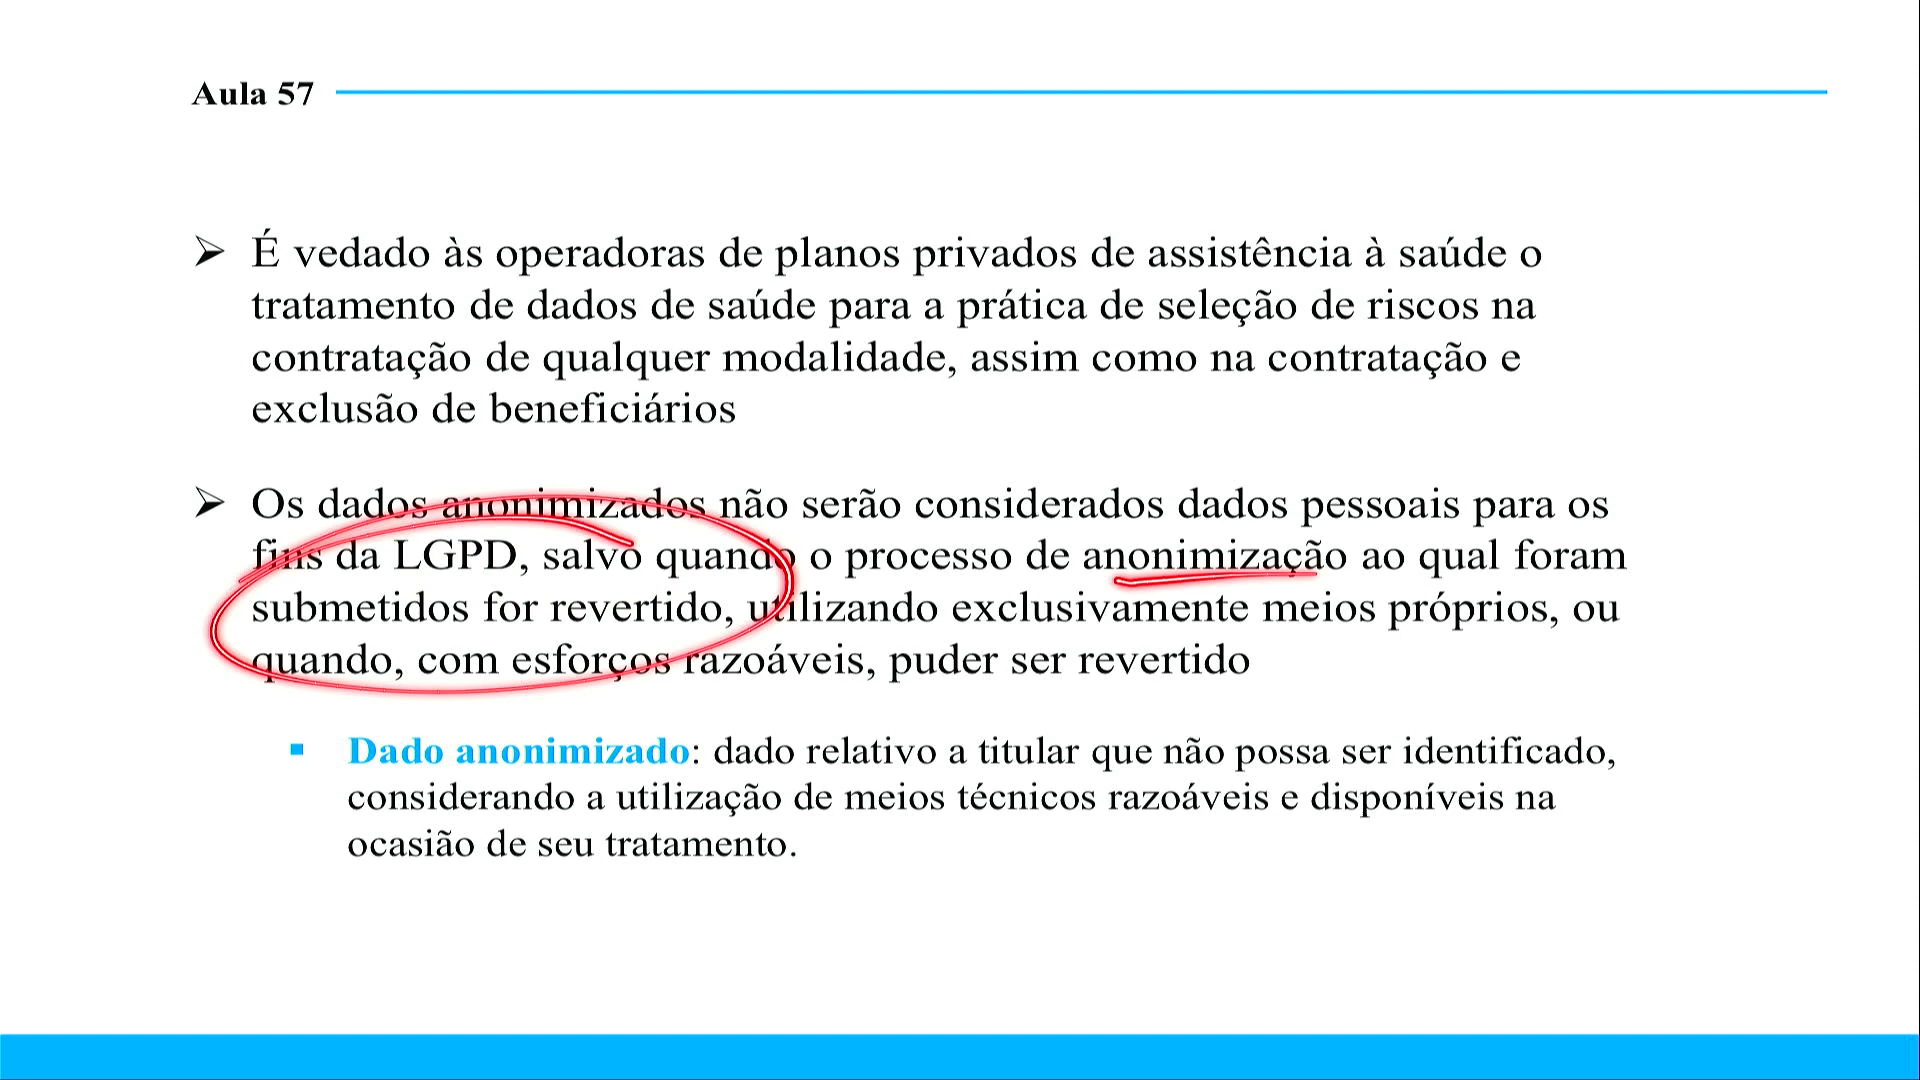 Aula 57
É vedado às operadoras de planos privados de assistência à saúde o
tratamento de dados de saúde para a prática de seleção de riscos na
contratação de qualquer modalidade, assim como na contratação e
exclusão de beneficiários
Os dados anonimizados não serão considerados dados pessoais para os
fins da LGPD, salvo quando o processo de anonimização ao qual foram
submetidos for revertido, utilizando exclusivamente meios próprios, ou
quando, com esforços razoáveis, puder ser revertido
Dado anonimizado: dado relativo a titular que não possa ser identificado,
considerando a utilização de meios técnicos razoáveis e disponíveis na
ocasião de seu tratamento.